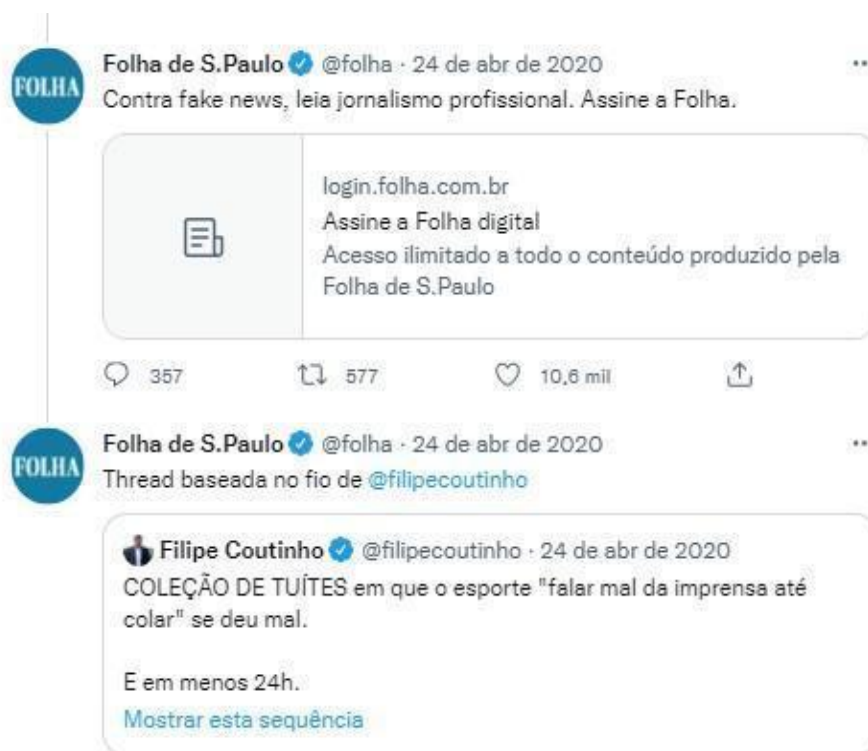 Folha de S.Paulo @folha · 24 de abr de 2020
FOLHA
Contra fake news, leia jornalismo profissional. Assine a Folha.
login.folha.com.br
Assine a Folha digital
Acesso ilimitado a todo o conteúdo produzido pela
Folha de S.Paulo
357 577 10,6 mil
Folha de S.Paulo @folha · 24 de abr de 2020
FOLHA
Thread baseada no fio de @filipecoutinho
Filipe Coutinho @filipecoutinho · 24 de abr de 2020
COLEÇÃO DE TUÍTES em que o esporte "falar mal da imprensa até
colar" se deu mal.
E em menos 24h.
Mostrar esta sequência